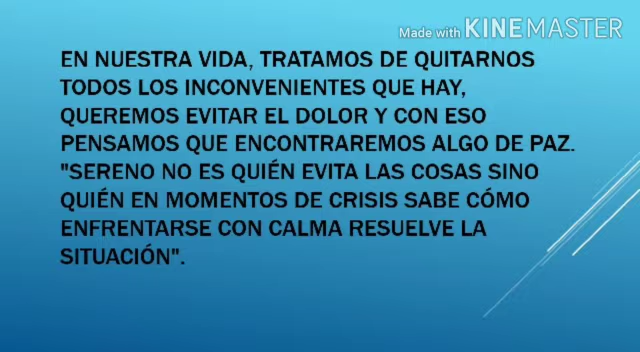 Made with KINEMASTER
EN NUESTRA VIDA, TRATAMOS DE QUITARNOS
TODOS LOS INCONVENIENTES QUE HAY,
QUEREMOS EVITAR EL DOLOR Y CON ESO
PENSAMOS QUE ENCONTRAREMOS ALGO DE PAZ.
"SERENO NO ES QUIÉN EVITA LAS COSAS SINO
QUIÉN EN MOMENTOS DE CRISIS SABE CÓMO
ENFRENTARSE CON CALMA RESUELVE LA
SITUACIÓN".